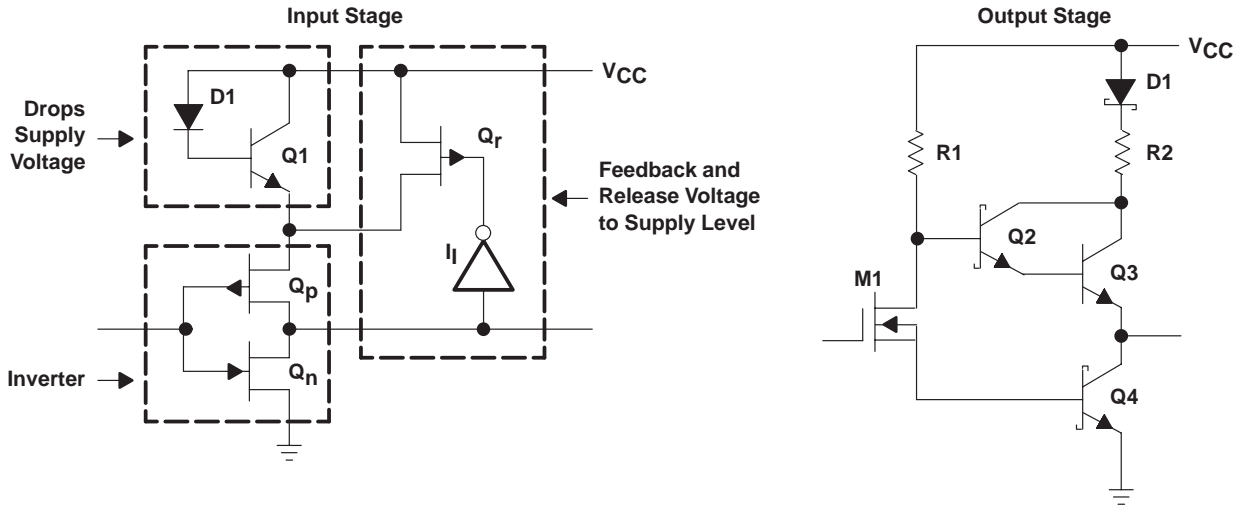 Input Stage
VCC
D1
Drops
Supply
Voltage
Q1
Qr
Feedback and
Release Voltage
to Supply Level
II
Qp
Inverter
Qn
Output Stage
VCC
D1
R1
R2
Q2
Q3
M1
Q4